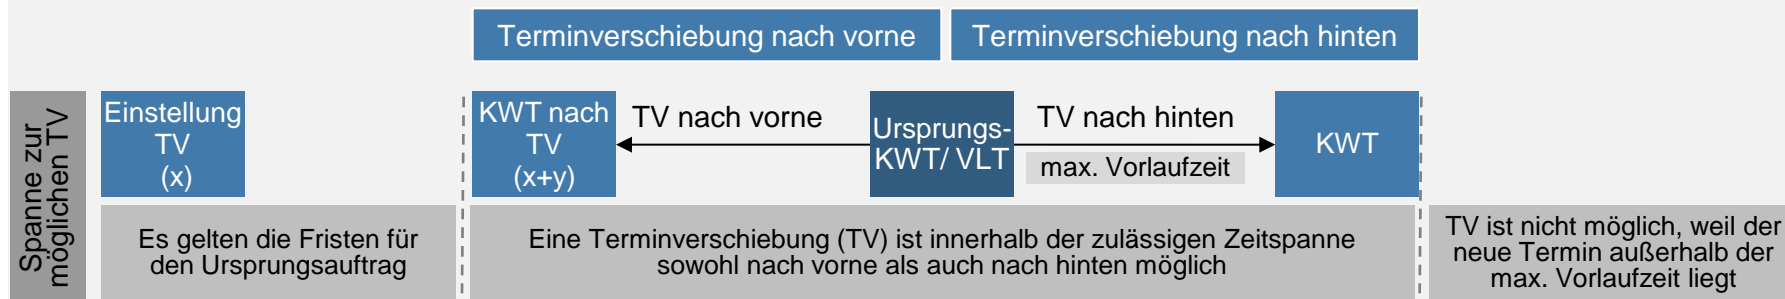 Terminverschiebung nach vorne
Terminverschiebung nach hinten
Spanne zur
möglichen TV
Einstellung
TV
(x)
KWT nach
TV
(x+y)
TV nach vorne
Ursprungs-
KWT/ VLT
TV nach hinten
max. Vorlaufzeit
KWT
Es gelten die Fristen für
den Ursprungsauftrag
Eine Terminverschiebung (TV) ist innerhalb der zulässigen Zeitspanne
sowohl nach vorne als auch nach hinten möglich
TV ist nicht möglich, weil der
neue Termin außerhalb der
max. Vorlaufzeit liegt